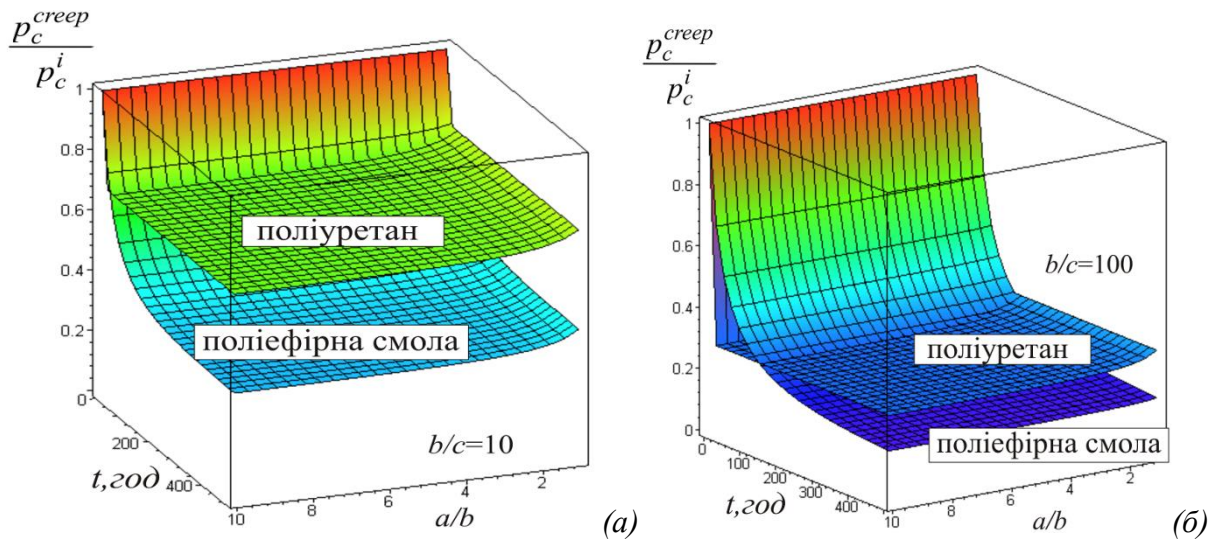 p_c^{creep}
p_c^i
1
0.8
0.6
0.4
0.2
0
200
400
t,год
10
8
6
4
2
a/b
поліуретан
поліефірна смола
b/c=10
(а)
p_c^{creep}
p_c^i
1
0.8
0.6
0.4
0.2
0
0
100
200
300
400
t,год
10
8
6
4
2
a/b
b/c=100
поліуретан
поліефірна смола
(б)